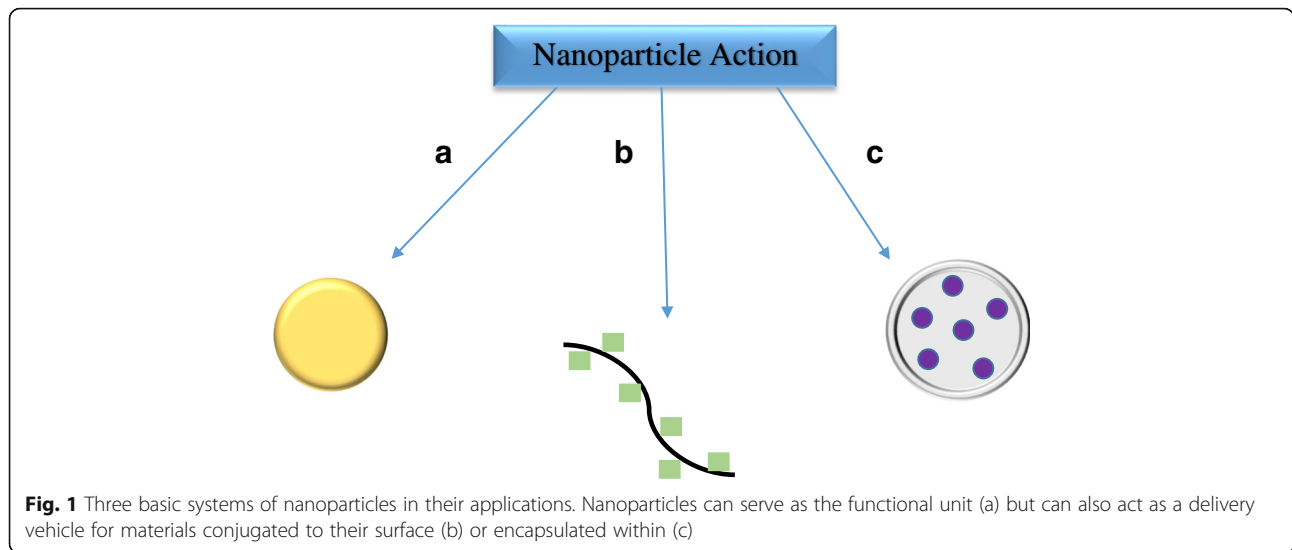 Nanoparticle Action
a
b
c
Fig. 1 Three basic systems of nanoparticles in their applications. Nanoparticles can serve as the functional unit (a) but can also act as a delivery
vehicle for materials conjugated to their surface (b) or encapsulated within (c)